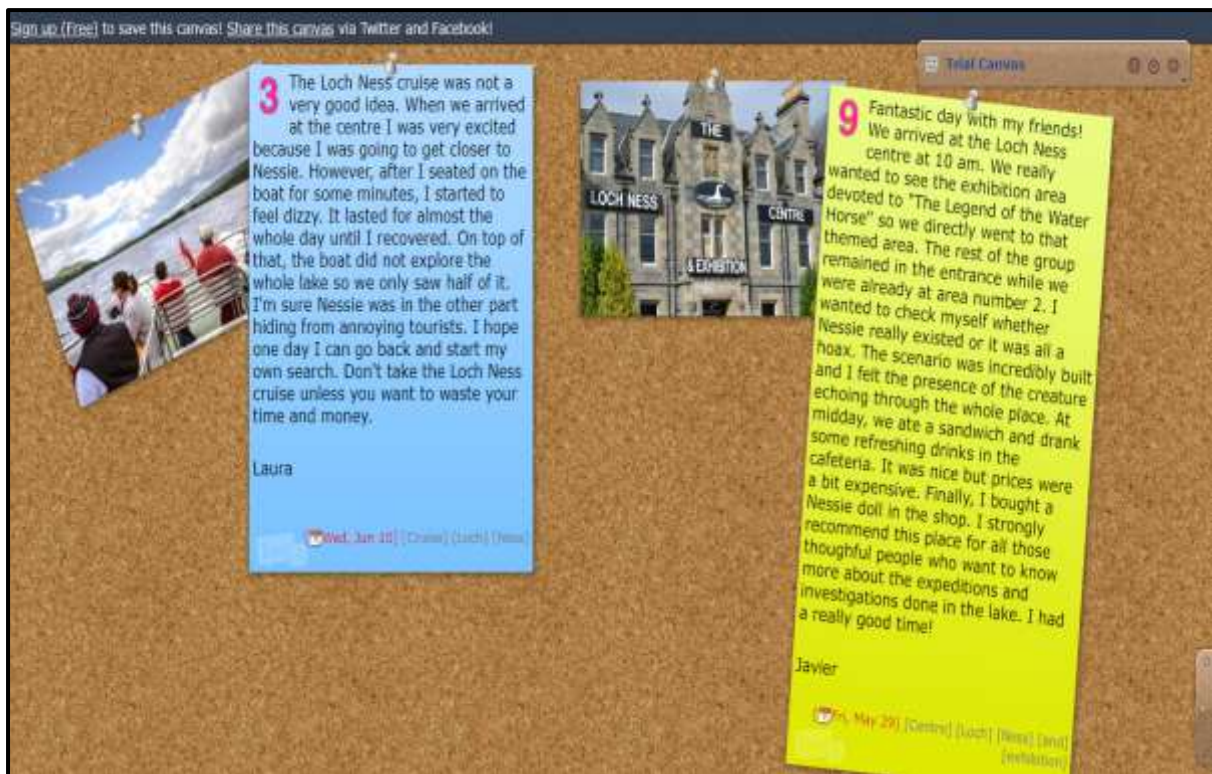 Sign up (Free) to save this canvas! Share this canvas via Twitter and Facebook!
Trial Canvas
3
The Loch Ness cruise was not a
very good idea. When we arrived
at the centre I was very excited
because I was going to get closer to
Nessie. However, after I seated on the
boat for some minutes, I started to
feel dizzy. It lasted for almost the
whole day until I recovered. On top of
that, the boat did not explore the
whole lake so we only saw half of it.
I'm sure Nessie was in the other part
hiding from annoying tourists. I hope
one day I can go back and start my
own search. Don't take the Loch Ness
cruise unless you want to waste your
time and money.
Laura
[Wed, Jun 10] [Cruise] [Loch] [Ness]
THE
LOCH NESS
CENTRE
& EXHIBITION
9
Fantastic day with my friends!
We arrived at the Loch Ness
centre at 10 am. We really
wanted to see the exhibition area
devoted to "The Legend of the Water
Horse" so we directly went to that
themed area. The rest of the group
remained in the entrance while we
were already at area number 2. I
wanted to check myself whether
Nessie really existed or it was all a
hoax. The scenario was incredibly built
and I felt the presence of the creature
echoing through the whole place. At
midday, we ate a sandwich and drank
some refreshing drinks in the
cafeteria. It was nice but prices were
a bit expensive. Finally, I bought a
Nessie doll in the shop. I strongly
recommend this place for all those
thoughtful people who want to know
more about the expeditions and
investigations done in the lake. I had
a really good time!
Javier
[Fri, May 29] [Centre] [Loch] [Ness] [and]
[exhibition]